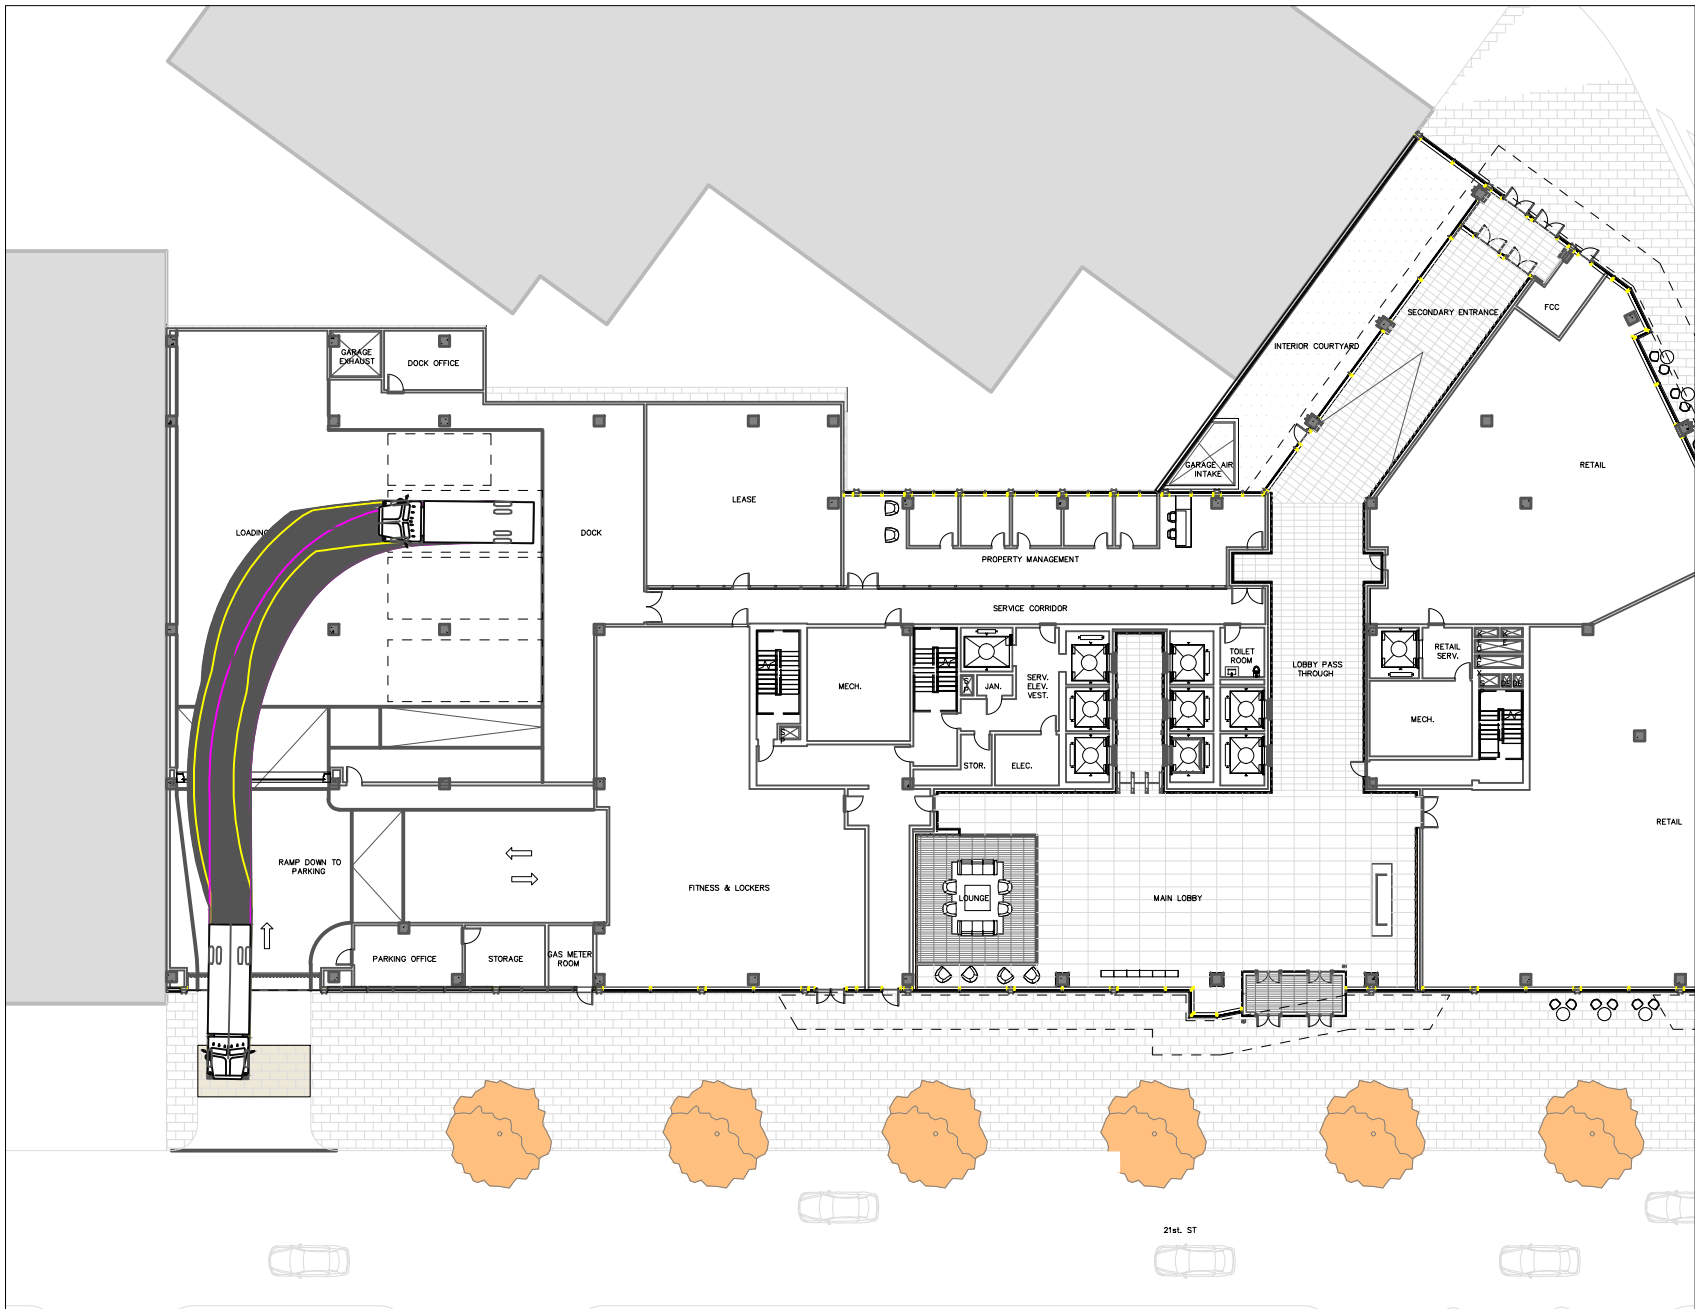 SECONDARY ENTRANCE
FCC
INTERIOR COURTYARD
GARAGE
EXHAUST
DOCK OFFICE
GARAGE AIR
INTAKE
RETAIL
LEASE
LOADING
DOCK
PROPERTY MANAGEMENT
SERVICE CORRIDOR
TOILET
ROOM
RETAIL
SERV.
LOBBY PASS
THROUGH
MECH.
JAN.
SERV.
ELEV.
VEST.
MECH.
STOR.
ELEC.
RETAIL
RAMP DOWN TO
PARKING
FITNESS & LOCKERS
LOUNGE
MAIN LOBBY
PARKING OFFICE
STORAGE
GAS METER
ROOM
21st. ST